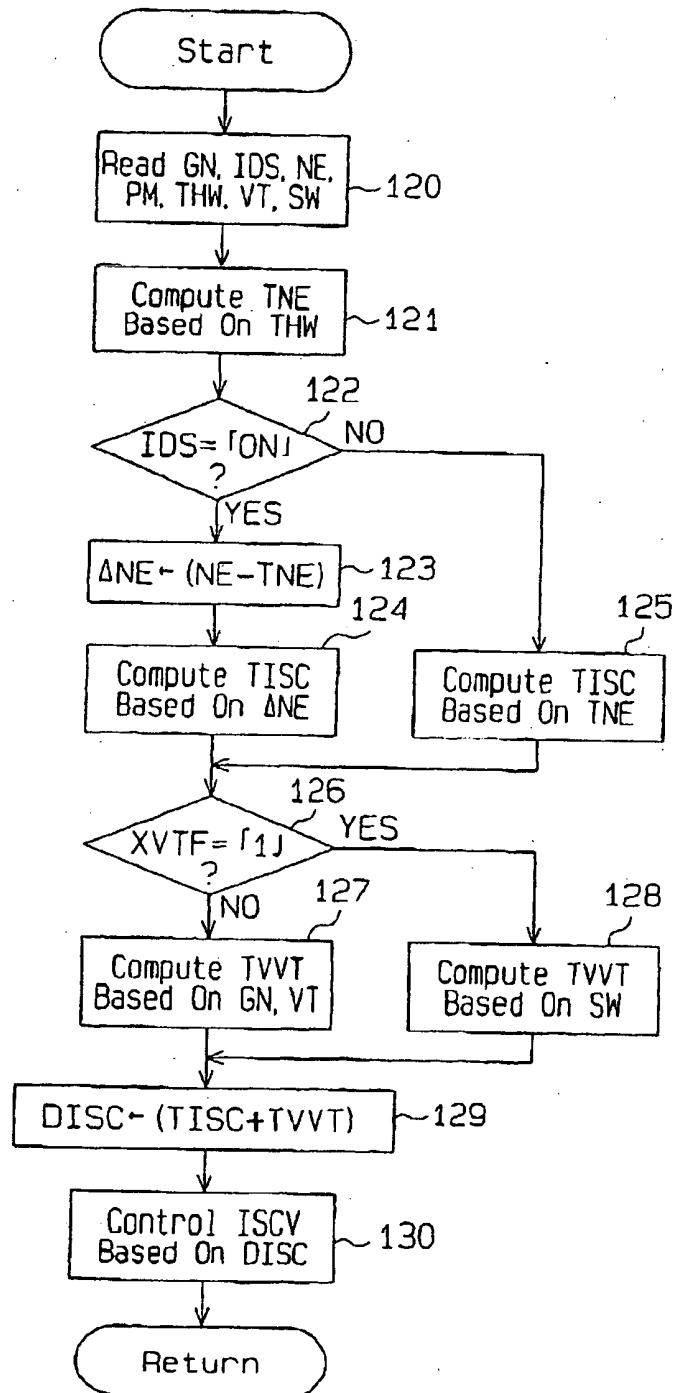 Start
Read GN, IDS, NE,
PM, THW, VT, SW
120
Compute TNE
Based On THW
121
122
IDS=「ON」
?
NO
YES
ΔNE←(NE−TNE)
123
124
Compute TISC
Based On ΔNE
125
Compute TISC
Based On TNE
126
XVTF=「1」
?
YES
NO
127
Compute TVVT
Based On GN, VT
128
Compute TVVT
Based On SW
DISC←(TISC+TVVT)
129
Control ISCV
Based On DISC
130
Return